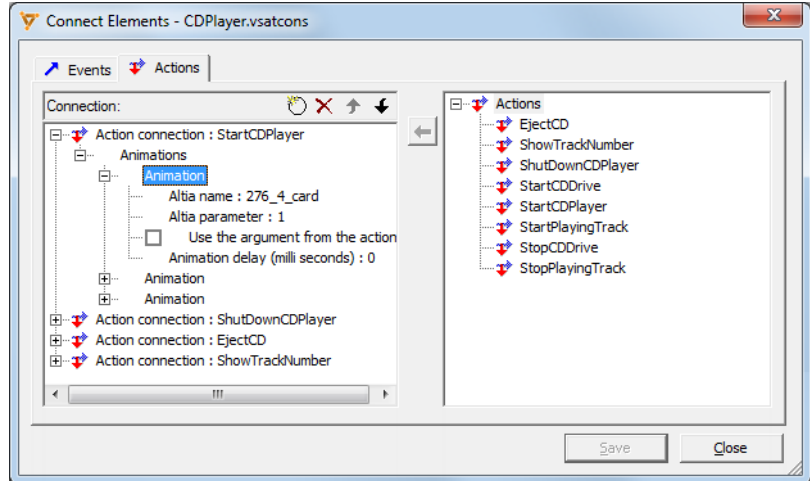 Connect Elements - CDPlayer.vsatcons
Events
Actions
Connection:
Action connection : StartCDPlayer
Animations
Animation
Altia name : 276_4_card
Altia parameter : 1
Use the argument from the action
Animation delay (milli seconds) : 0
Animation
Animation
Action connection : ShutDownCDPlayer
Action connection : EjectCD
Action connection : ShowTrackNumber
Actions
EjectCD
ShowTrackNumber
ShutDownCDPlayer
StartCDDrive
StartCDPlayer
StartPlayingTrack
StopCDDrive
StopPlayingTrack
Save
Close